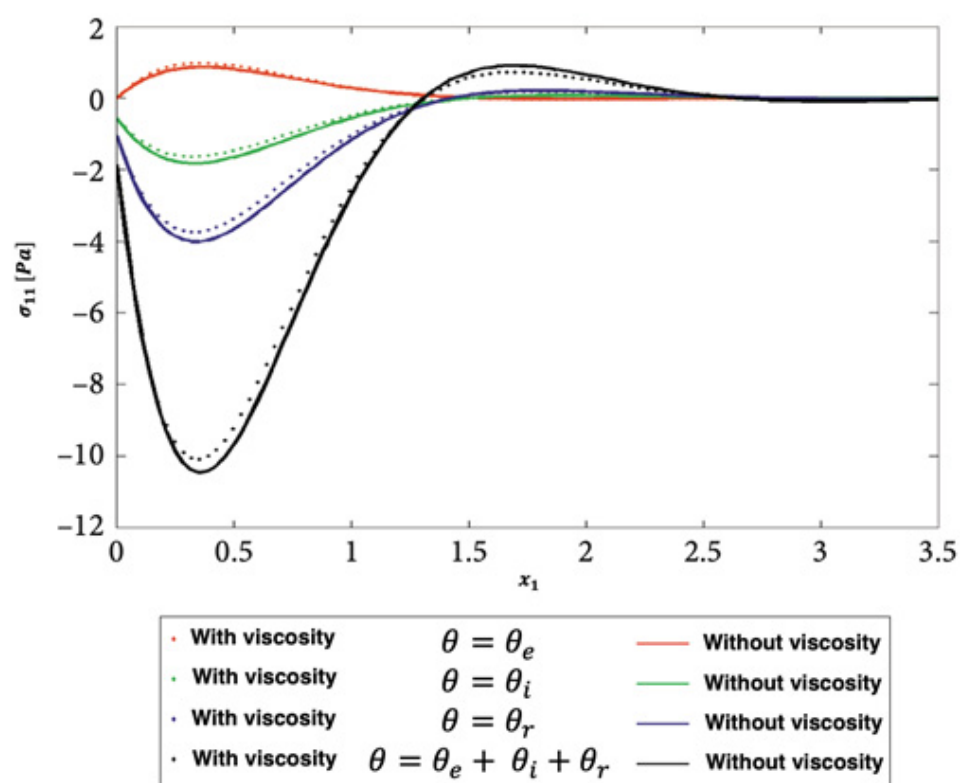 2
0
−2
−4
−6
−8
−10
−12
σ₁₁ [Pa]
0 0.5 1 1.5 2 2.5 3 3.5
x₁
With viscosity θ = θₑ Without viscosity
With viscosity θ = θᵢ Without viscosity
With viscosity θ = θᵣ Without viscosity
With viscosity θ = θₑ + θᵢ + θᵣ Without viscosity